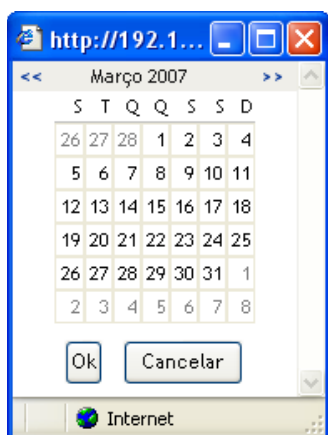 http://192.1...
<< Março 2007 >>
S T Q Q S S D
26 27 28 1 2 3 4
5 6 7 8 9 10 11
12 13 14 15 16 17 18
19 20 21 22 23 24 25
26 27 28 29 30 31 1
2 3 4 5 6 7 8
Ok Cancelar
Internet